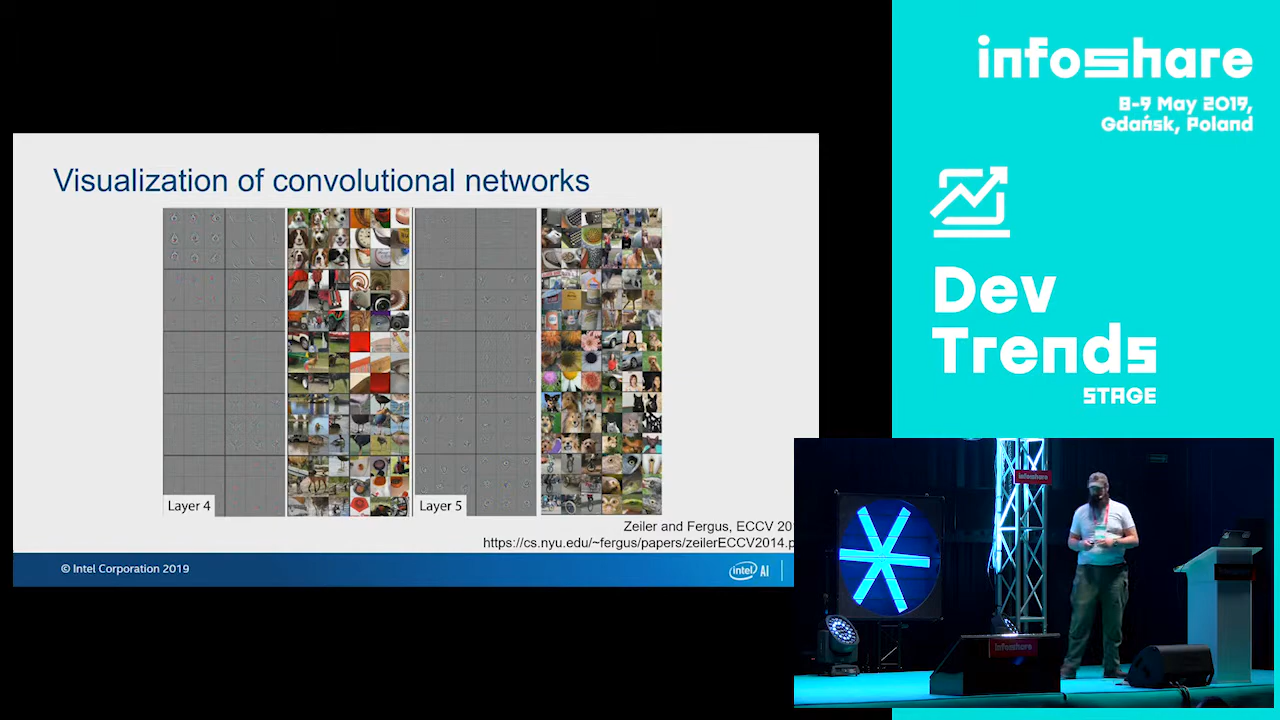 Visualization of convolutional networks
Layer 4
Layer 5
Zeiler and Fergus, ECCV
https://cs.nyu.edu/~fergus/papers/zeilerECCV2014.p
© Intel Corporation 2019
intel AI
infoshare
8-9 May 2019,
Gdańsk, Poland
Dev
Trends
STAGE
infoshare
infoshare